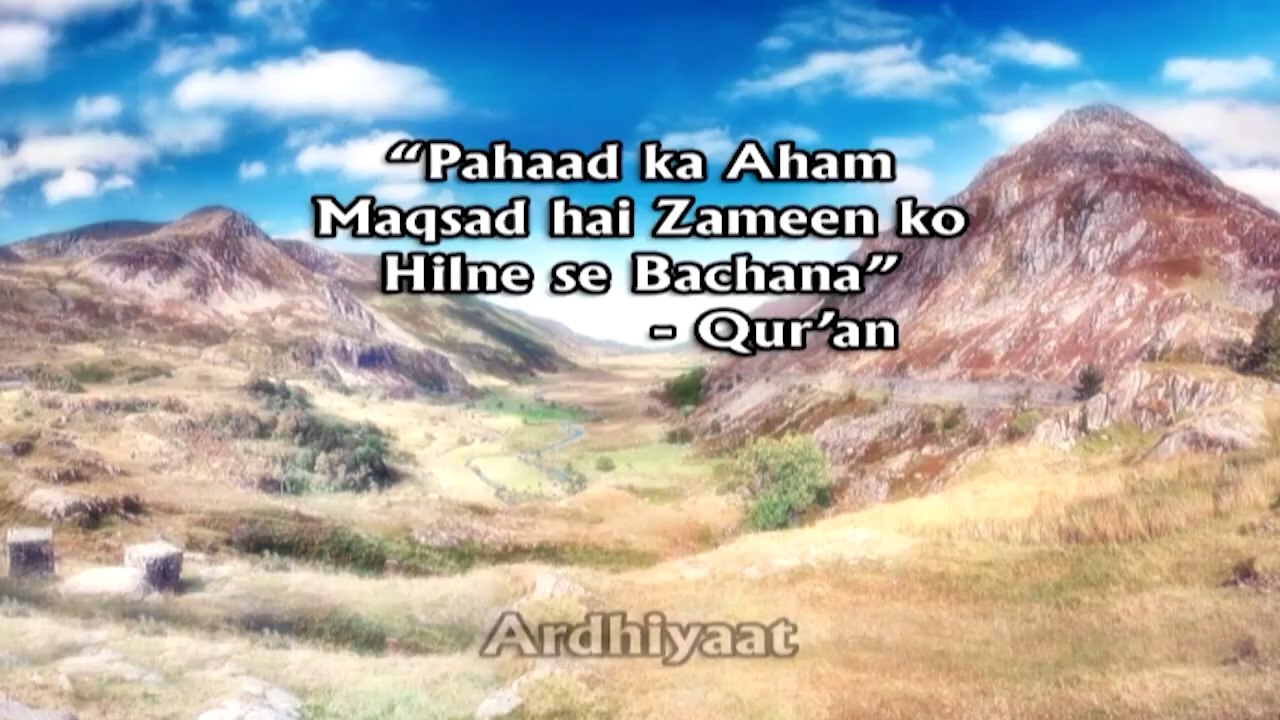 “Pahaad ka Aham
Maqsad hai Zameen ko
Hilne se Bachana”
- Qur’an
Ardhiyaat